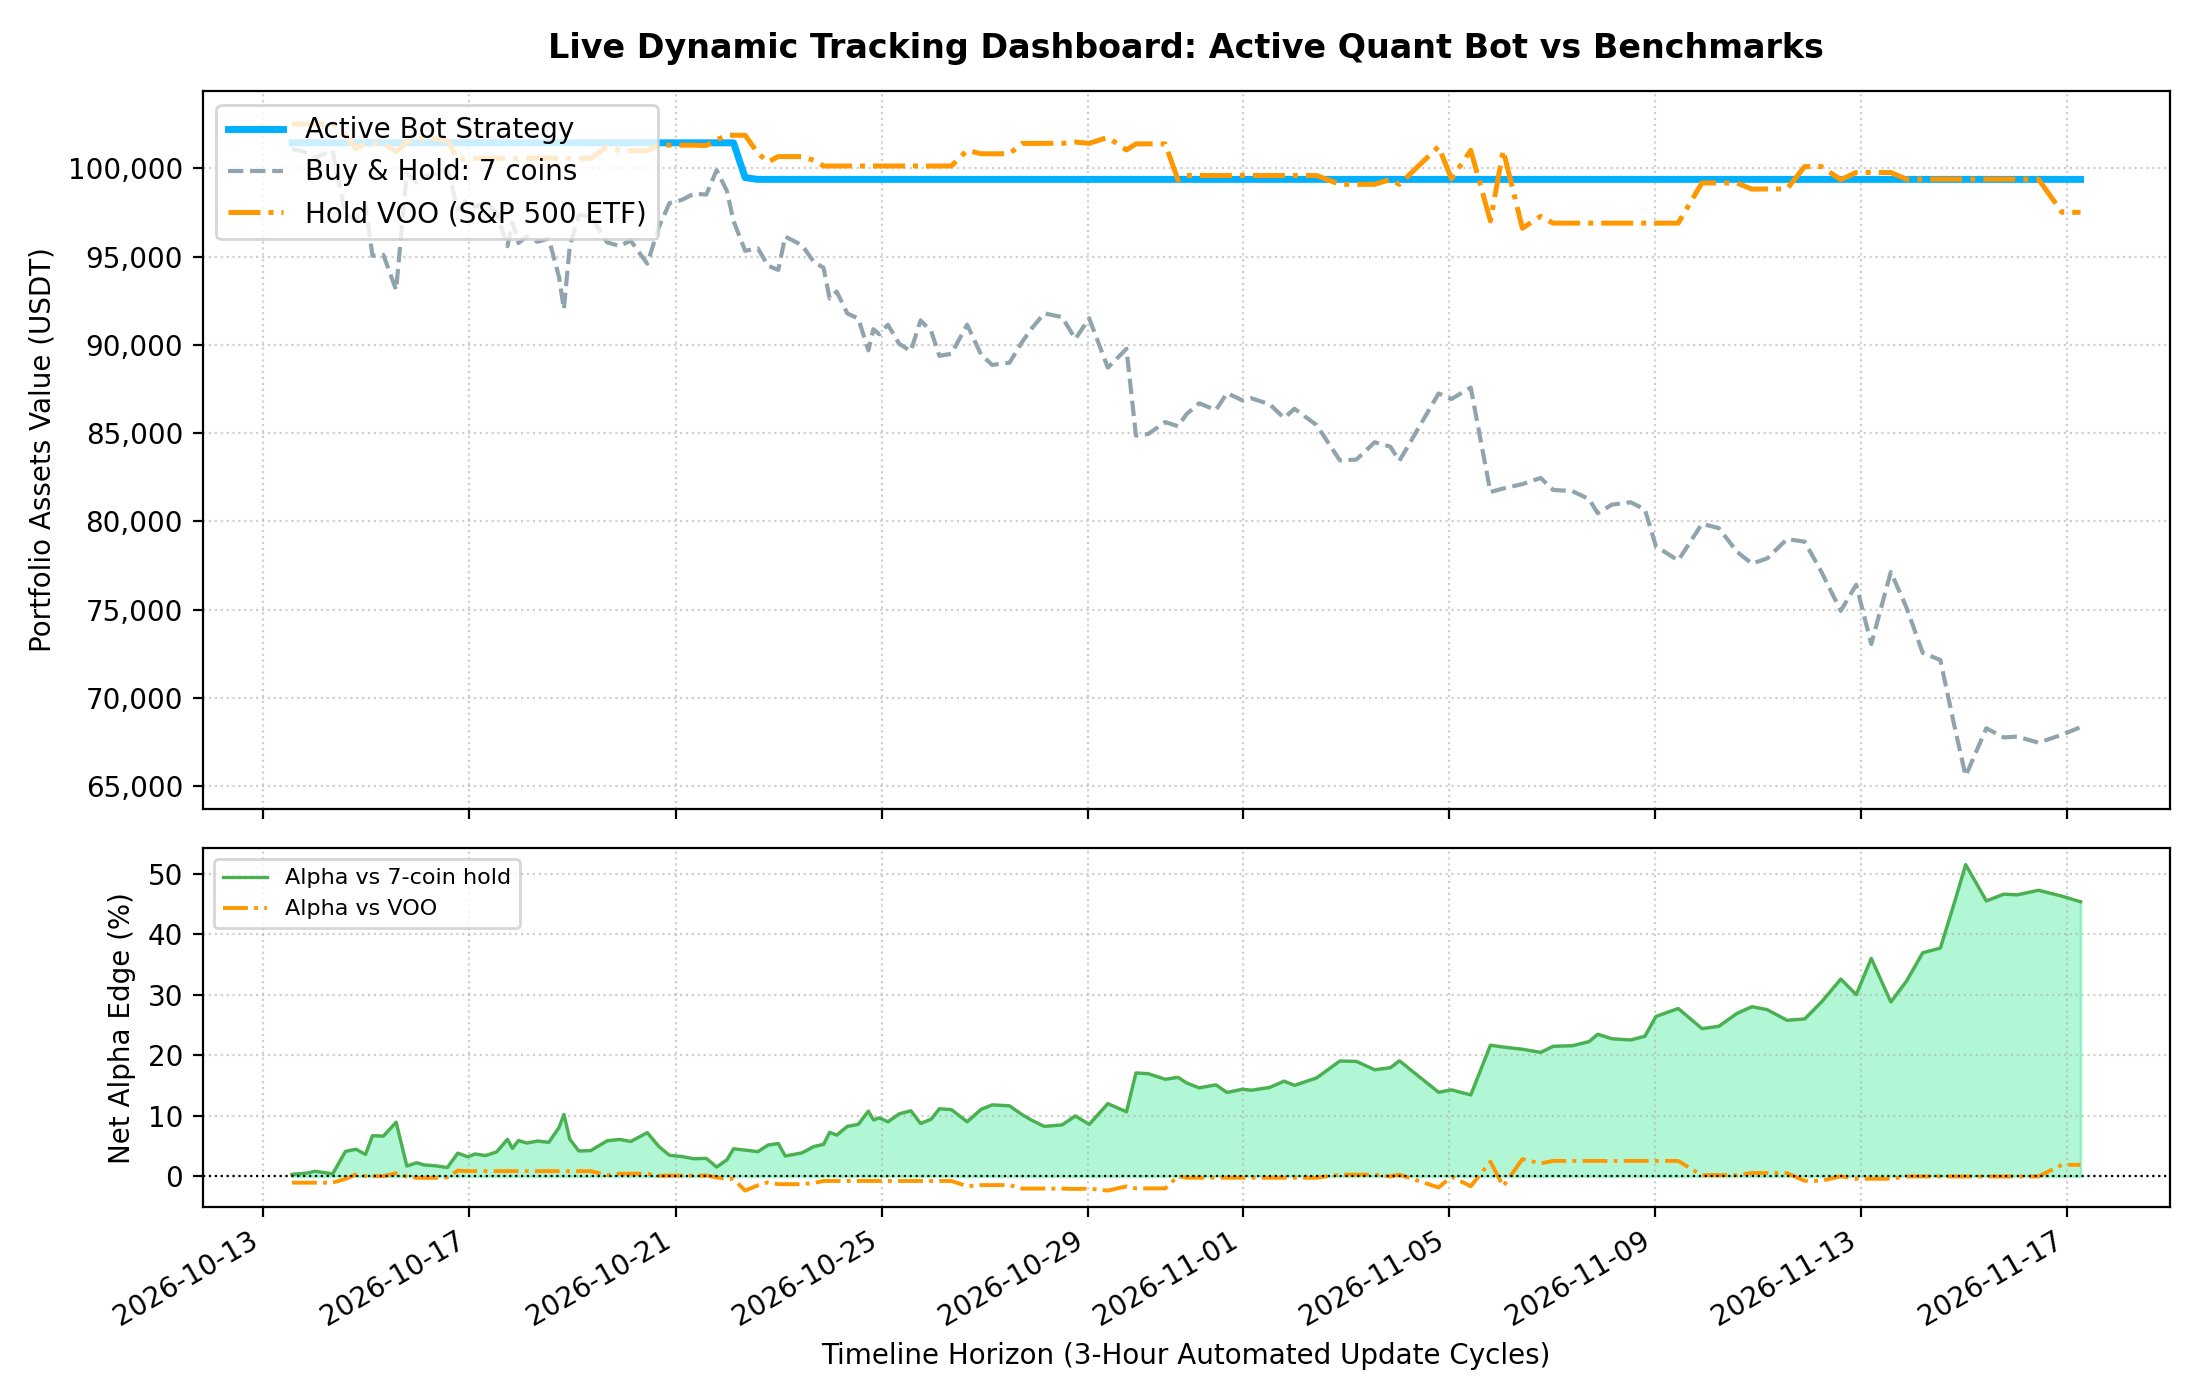 Live Dynamic Tracking Dashboard: Active Quant Bot vs Benchmarks
Active Bot Strategy
Buy & Hold: 7 coins
Hold VOO (S&P 500 ETF)
Portfolio Assets Value (USDT)
100,000
95,000
90,000
85,000
80,000
75,000
70,000
65,000
Alpha vs 7-coin hold
Alpha vs VOO
Net Alpha Edge (%)
50
40
30
20
10
0
2026-10-13
2026-10-17
2026-10-21
2026-10-25
2026-10-29
2026-11-01
2026-11-05
2026-11-09
2026-11-13
2026-11-17
Timeline Horizon (3-Hour Automated Update Cycles)